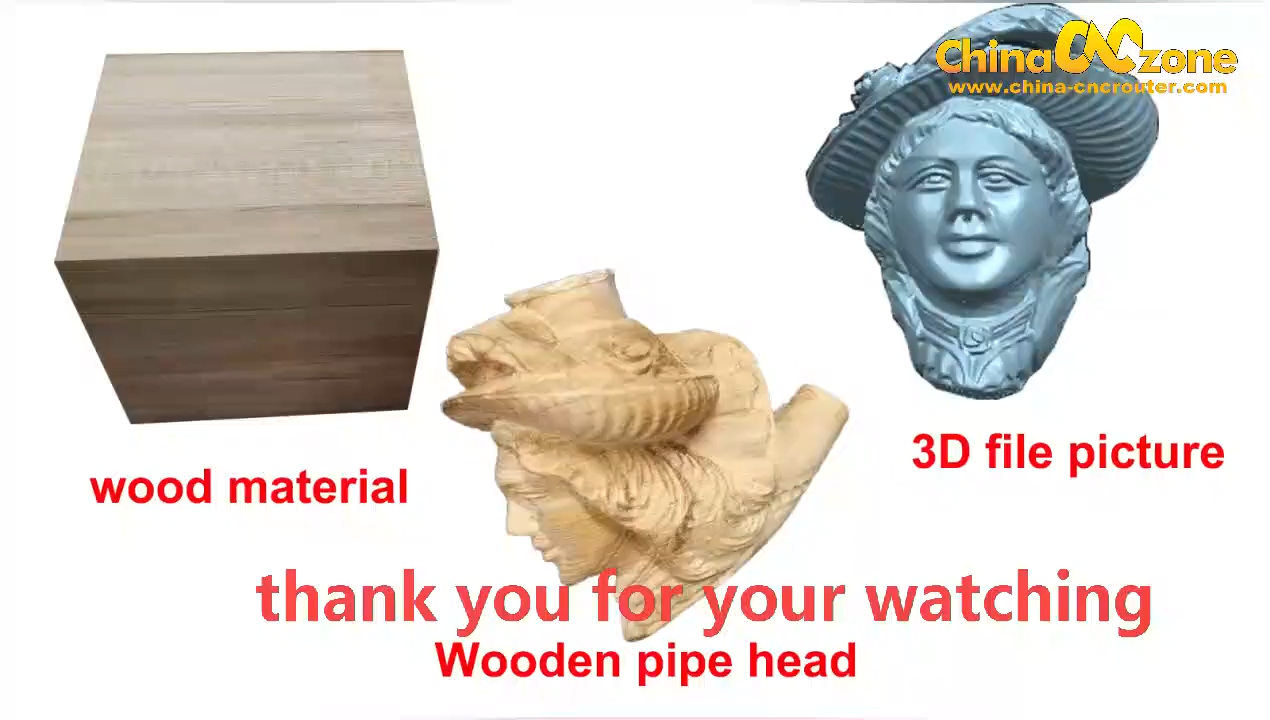 ChinaCNCzone
www.china-cncrouter.com
3D file picture
wood material
thank you for your watching
Wooden pipe head